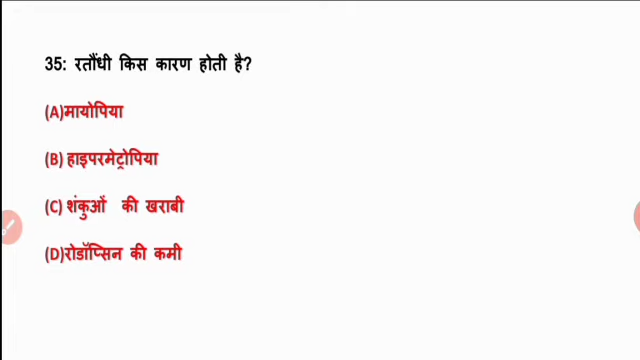 35: रतौंधी किस कारण होती है?
(A)मायोपिया
(B) हाइपरमेट्रोपिया
(C) शंकुओं की खराबी
(D)रोडॉप्सिन की कमी